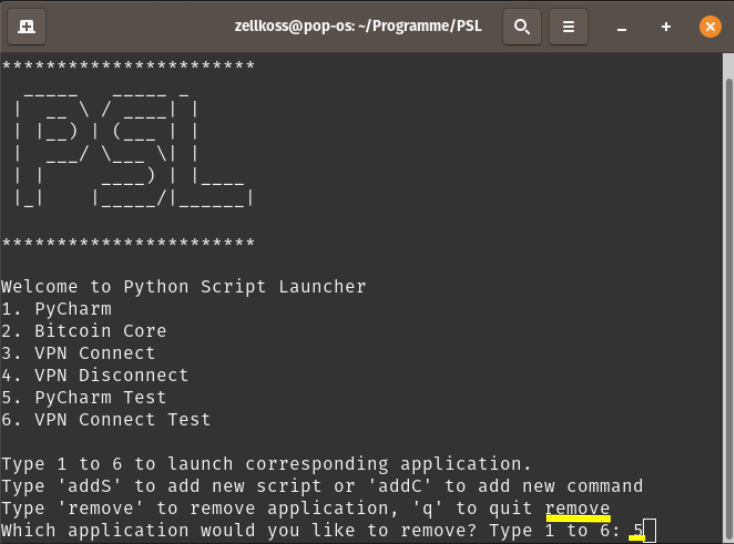 zellkoss@pop-os: ~/Programme/PSL
***********************
  _____   _____ _
 |  __ \ / ____| |
 | |__) | (___ | |
 |  ___/ \___ \| |
 | |     ____) | |____
 |_|    |_____/|______|
***********************
Welcome to Python Script Launcher
1. PyCharm
2. Bitcoin Core
3. VPN Connect
4. VPN Disconnect
5. PyCharm Test
6. VPN Connect Test
Type 1 to 6 to launch corresponding application.
Type 'addS' to add new script or 'addC' to add new command
Type 'remove' to remove application, 'q' to quit remove
Which application would you like to remove? Type 1 to 6: 5